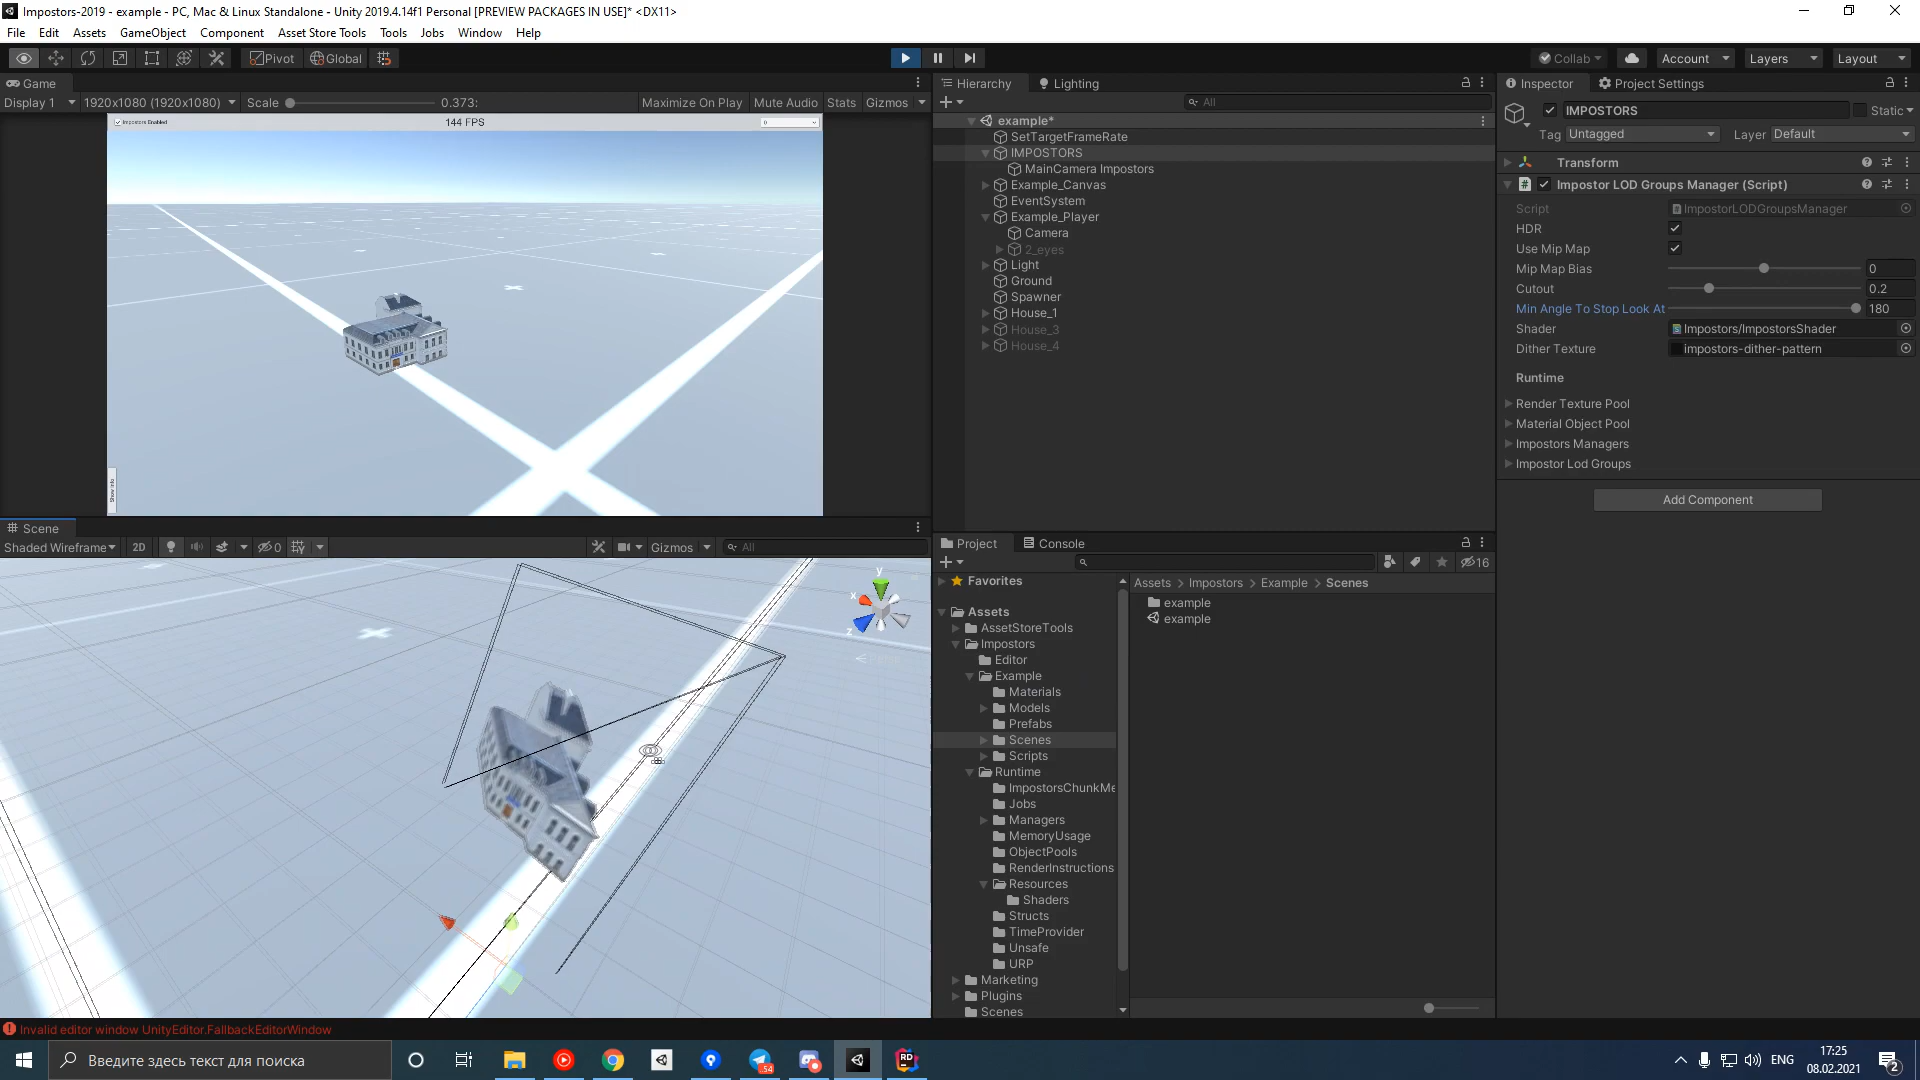 Impostors-2019 - example - PC, Mac & Linux Standalone - Unity 2019.4.14f1 Personal [PREVIEW PACKAGES IN USE]* <DX11>
File Edit Assets GameObject Component Asset Store Tools Tools Jobs Window Help
Pivot Global Collab Account Layers Layout
Game
Display 1 1920x1080 (1920x1080) Scale 0.373: Maximize On Play Mute Audio Stats Gizmos
Impostors Enabled 144 FPS 0
Show info
Scene
Shaded Wireframe 2D 0 Gizmos All
y
x
z
Hierarchy Lighting
All
example*
SetTargetFrameRate
IMPOSTORS
MainCamera Impostors
Example_Canvas
EventSystem
Example_Player
Camera
2_eyes
Light
Ground
Spawner
House_1
House_3
House_4
Project Console
16
Favorites
Assets
AssetStoreTools
Impostors
Editor
Example
Materials
Models
Prefabs
Scenes
Scripts
Runtime
ImpostorsChunkMe
Jobs
Managers
MemoryUsage
ObjectPools
RenderInstructions
Resources
Shaders
Structs
TimeProvider
Unsafe
URP
Marketing
Plugins
Scenes
Assets > Impostors > Example > Scenes
example
example
Inspector Project Settings
IMPOSTORS Static
Tag Untagged Layer Default
Transform
Impostor LOD Groups Manager (Script)
Script ImpostorLODGroupsManager
HDR
Use Mip Map
Mip Map Bias 0
Cutout 0.2
Min Angle To Stop Look At 180
Shader Impostors/ImpostorsShader
Dither Texture impostors-dither-pattern
Runtime
Render Texture Pool
Material Object Pool
Impostors Managers
Impostor Lod Groups
Add Component
Invalid editor window UnityEditor.FallbackEditorWindow
Введите здесь текст для поиска
54
RD
ENG
17:25
08.02.2021
2